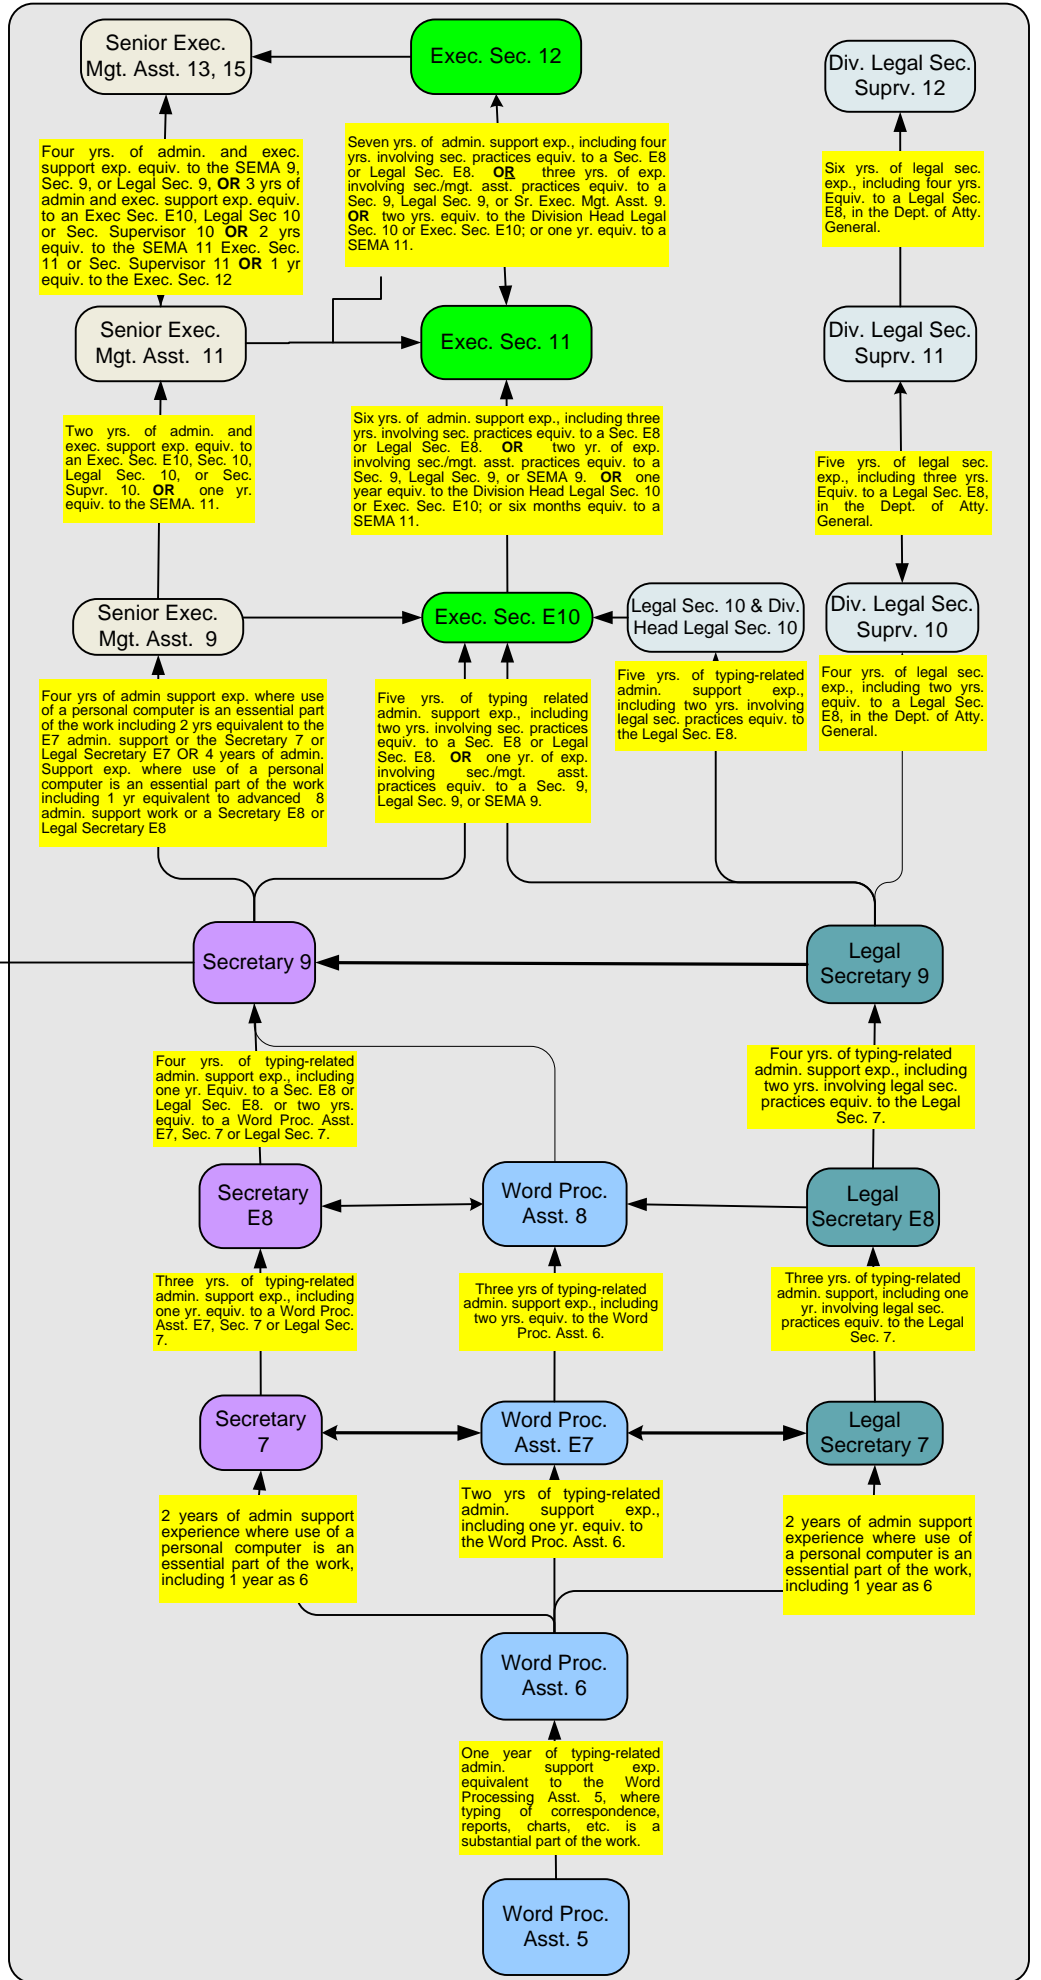 Senior Exec.
Mgt. Asst. 13, 15
Exec. Sec. 12
Div. Legal Sec.
Suprv. 12
Four yrs. of admin. and exec.
support exp. equiv. to the SEMA 9,
Sec. 9, or Legal Sec. 9, OR 3 yrs of
admin and exec. support exp. equiv.
to an Exec Sec. E10, Legal Sec 10
or Sec. Supervisor 10 OR 2 yrs
equiv. to the SEMA 11 Exec. Sec.
11 or Sec. Supervisor 11 OR 1 yr
equiv. to the Exec. Sec. 12
Seven yrs. of admin. support exp., including four
yrs. involving sec. practices equiv. to a Sec. E8
or Legal Sec. E8. OR three yrs. of exp.
involving sec./mgt. asst. practices equiv. to a
Sec. 9, Legal Sec. 9, or Sr. Exec. Mgt. Asst. 9.
OR two yrs. equiv. to the Division Head Legal
Sec. 10 or Exec. Sec. E10; or one yr. equiv. to a
SEMA 11.
Six yrs. of legal sec.
exp., including four yrs.
Equiv. to a Legal Sec.
E8, in the Dept. of Atty.
General.
Senior Exec.
Mgt. Asst. 11
Exec. Sec. 11
Div. Legal Sec.
Suprv. 11
Two yrs. of admin. and
exec. support exp. equiv. to
an Exec. Sec. E10, Sec. 10,
Legal Sec. 10, or Sec.
Supvr. 10. OR one yr.
equiv. to the SEMA. 11.
Six yrs. of admin. support exp., including three
yrs. involving sec. practices equiv. to a Sec. E8
or Legal Sec. E8. OR two yr. of exp.
involving sec./mgt. asst. practices equiv. to a
Sec. 9, Legal Sec. 9, or SEMA 9. OR one
year equiv. to the Division Head Legal Sec. 10
or Exec. Sec. E10; or six months equiv. to a
SEMA 11.
Five yrs. of legal sec.
exp., including three yrs.
Equiv. to a Legal Sec. E8,
in the Dept. of Atty.
General.
Senior Exec.
Mgt. Asst. 9
Exec. Sec. E10
Legal Sec. 10 & Div.
Head Legal Sec. 10
Div. Legal Sec.
Suprv. 10
Four yrs of admin support exp. where use
of a personal computer is an essential part
of the work including 2 yrs equivalent to the
E7 admin. support or the Secretary 7 or
Legal Secretary E7 OR 4 years of admin.
Support exp. where use of a personal
computer is an essential part of the work
including 1 yr equivalent to advanced 8
admin. support work or a Secretary E8 or
Legal Secretary E8
Five yrs. of typing related
admin. support exp., including
two yrs. involving sec. practices
equiv. to a Sec. E8 or Legal
Sec. E8. OR one yr. of exp.
involving sec./mgt. asst.
practices equiv. to a Sec. 9,
Legal Sec. 9, or SEMA 9.
Five yrs. of typing-related
admin. support exp.,
including two yrs. involving
legal sec. practices equiv. to
the Legal Sec. E8.
Four yrs. of legal sec.
exp., including two yrs.
equiv. to a Legal Sec.
E8, in the Dept. of Atty.
General.
Secretary 9
Legal
Secretary 9
Four yrs. of typing-related
admin. support exp., including
one yr. Equiv. to a Sec. E8 or
Legal Sec. E8. or two yrs.
equiv. to a Word Proc. Asst.
E7, Sec. 7 or Legal Sec. 7.
Four yrs. of typing-related
admin. support exp., including
two yrs. involving legal sec.
practices equiv. to the Legal
Sec. 7.
Secretary
E8
Word Proc.
Asst. 8
Legal
Secretary E8
Three yrs. of typing-related
admin. support exp., including
one yr. equiv. to a Word Proc.
Asst. E7, Sec. 7 or Legal Sec.
7.
Three yrs of typing-related
admin. support exp., including
two yrs. equiv. to the Word
Proc. Asst. 6.
Three yrs. of typing-related
admin. support, including one
yr. involving legal sec.
practices equiv. to the Legal
Sec. 7.
Secretary
7
Word Proc.
Asst. E7
Legal
Secretary 7
2 years of admin support
experience where use of a
personal computer is an
essential part of the work,
including 1 year as 6
Two yrs of typing-related
admin. support exp.,
including one yr. equiv. to
the Word Proc. Asst. 6.
2 years of admin support
experience where use of
a personal computer is an
essential part of the work,
including 1 year as 6
Word Proc.
Asst. 6
One year of typing-related
admin. support exp.
equivalent to the Word
Processing Asst. 5, where
typing of correspondence,
reports, charts, etc. is a
substantial part of the work.
Word Proc.
Asst. 5